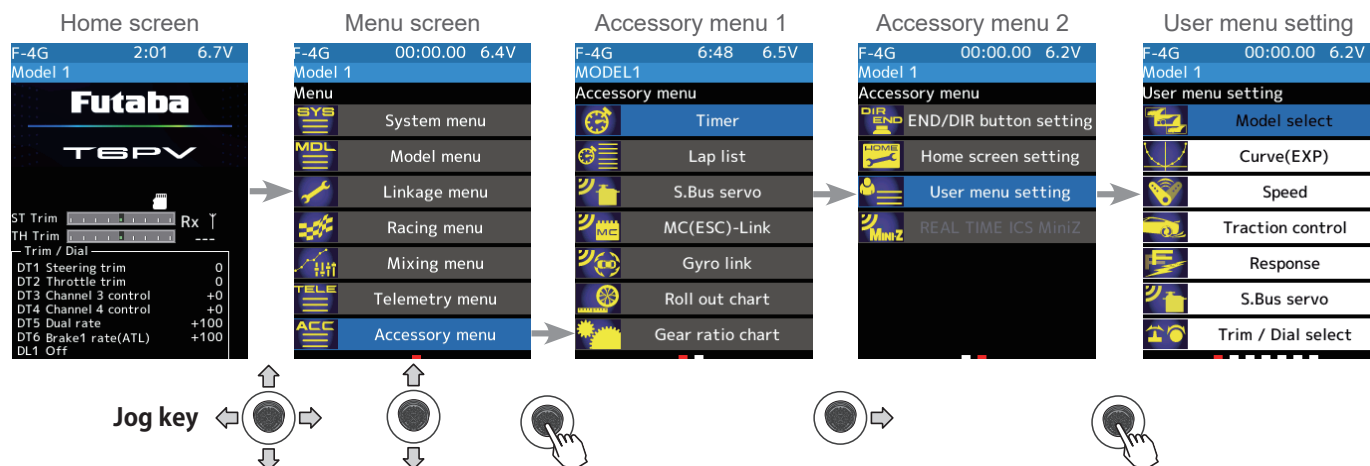 Home screen
F-4G 2:01 6.7V
Model 1
Futaba
T6PV
ST Trim
Rx
TH Trim
---
Trim / Dial
DT1 Steering trim 0
DT2 Throttle trim 0
DT3 Channel 3 control +0
DT4 Channel 4 control +0
DT5 Dual rate +100
DT6 Brake1 rate(ATL) +100
DL1 Off
Menu screen
F-4G 00:00.00 6.4V
Model 1
Menu
SYS System menu
MDL Model menu
Linkage menu
Racing menu
Mixing menu
TELE Telemetry menu
ACC Accessory menu
Accessory menu 1
F-4G 6:48 6.5V
MODEL1
Accessory menu
Timer
Lap list
S.Bus servo
MC MC(ESC)-Link
Gyro link
Roll out chart
Gear ratio chart
Accessory menu 2
F-4G 00:00.00 6.2V
Model 1
Accessory menu
DIR
END END/DIR button setting
HOME Home screen setting
User menu setting
MINI-Z REAL TIME ICS MiniZ
User menu setting
F-4G 00:00.00 6.2V
Model 1
User menu setting
Model select
Curve(EXP)
Speed
Traction control
Response
S.Bus servo
Trim / Dial select
Jog key